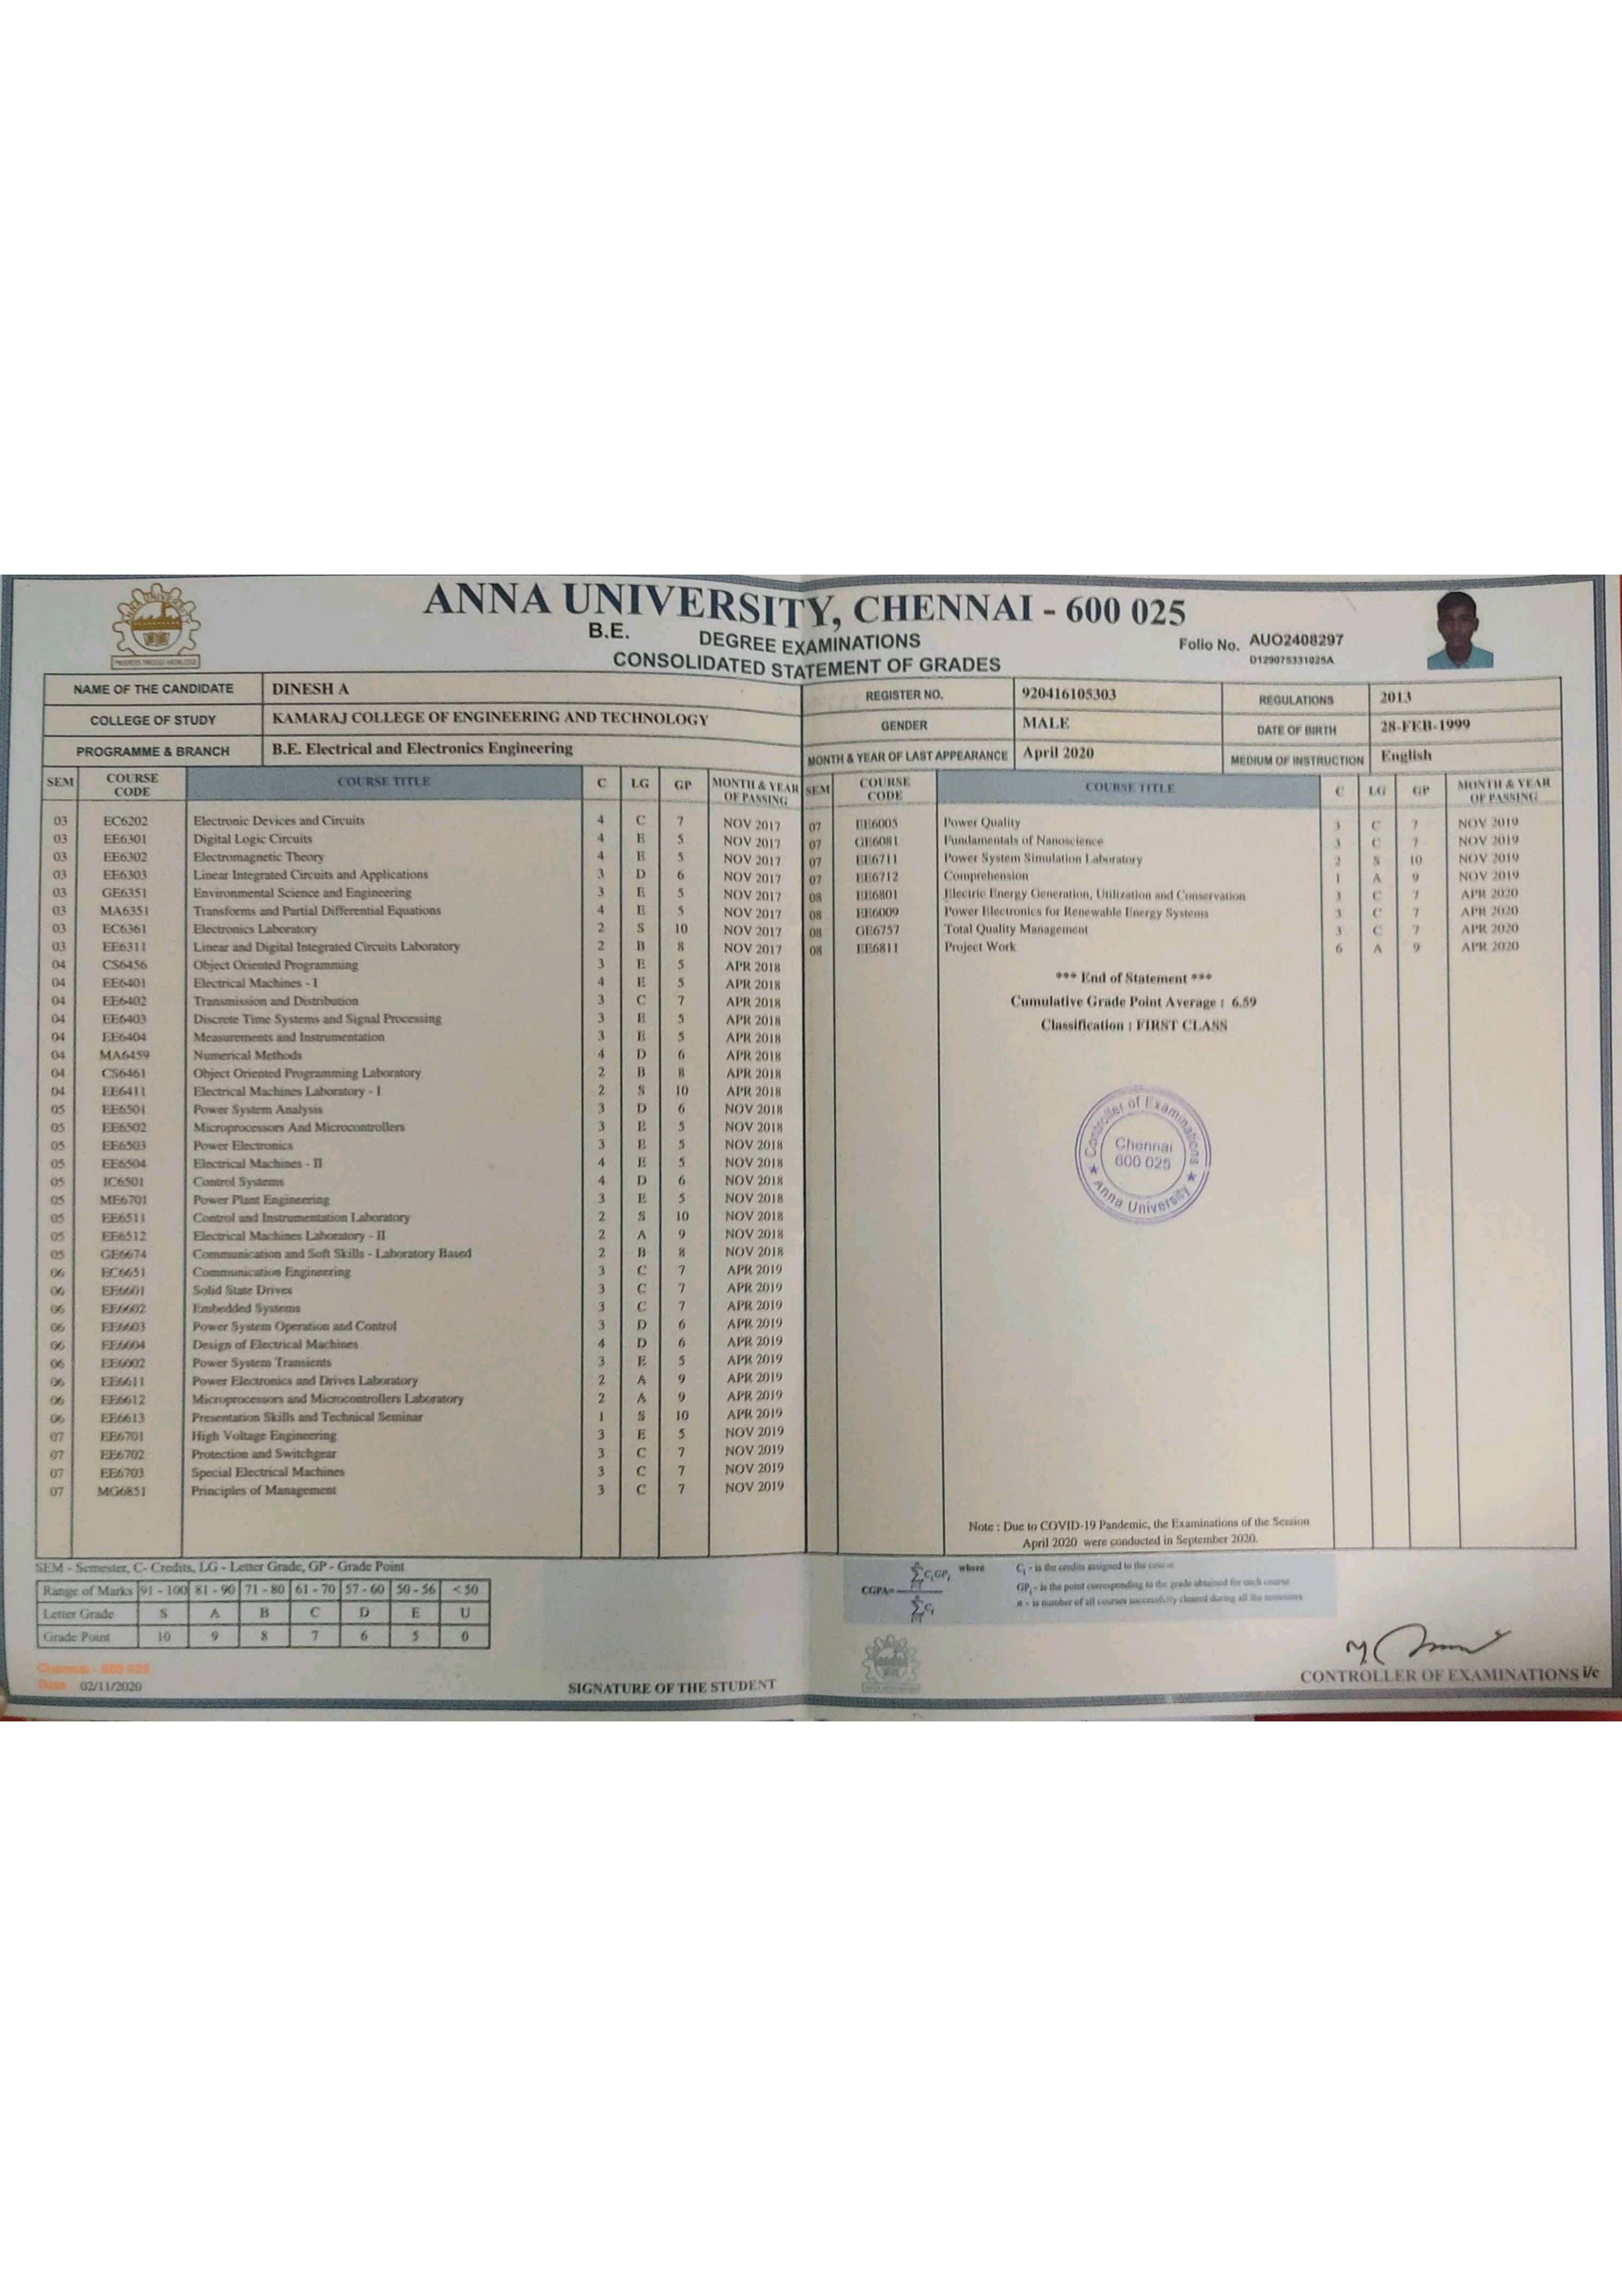 ANNA UNIVERSITY, CHENNAI - 600 025
B.E. DEGREE EXAMINATIONS
CONSOLIDATED STATEMENT OF GRADES
Folio No. AUO2408297
D129075331025A
ANNA UNIVERSITY
PROGRESS THROUGH KNOWLEDGE
NAME OF THE CANDIDATE DINESH A REGISTER NO. 920416105303 REGULATIONS 2013
COLLEGE OF STUDY KAMARAJ COLLEGE OF ENGINEERING AND TECHNOLOGY GENDER MALE DATE OF BIRTH 28-FEB-1999
PROGRAMME & BRANCH B.E. Electrical and Electronics Engineering MONTH & YEAR OF LAST APPEARANCE April 2020 MEDIUM OF INSTRUCTION English
SEM COURSE CODE COURSE TITLE C LG GP MONTH & YEAR OF PASSING
03 EC6202 Electronic Devices and Circuits 4 C 7 NOV 2017
03 EE6301 Digital Logic Circuits 4 E 5 NOV 2017
03 EE6302 Electromagnetic Theory 4 E 5 NOV 2017
03 EE6303 Linear Integrated Circuits and Applications 3 D 6 NOV 2017
03 GE6351 Environmental Science and Engineering 3 E 5 NOV 2017
03 MA6351 Transforms and Partial Differential Equations 4 E 5 NOV 2017
03 EC6361 Electronics Laboratory 2 S 10 NOV 2017
03 EE6311 Linear and Digital Integrated Circuits Laboratory 2 B 8 NOV 2017
04 CS6456 Object Oriented Programming 3 E 5 APR 2018
04 EE6401 Electrical Machines - I 4 E 5 APR 2018
04 EE6402 Transmission and Distribution 3 C 7 APR 2018
04 EE6403 Discrete Time Systems and Signal Processing 3 E 5 APR 2018
04 EE6404 Measurements and Instrumentation 3 E 5 APR 2018
04 MA6459 Numerical Methods 4 D 6 APR 2018
04 CS6461 Object Oriented Programming Laboratory 2 B 8 APR 2018
04 EE6411 Electrical Machines Laboratory - I 2 S 10 APR 2018
05 EE6501 Power System Analysis 3 D 6 NOV 2018
05 EE6502 Microprocessors And Microcontrollers 3 E 5 NOV 2018
05 EE6503 Power Electronics 3 E 5 NOV 2018
05 EE6504 Electrical Machines - II 4 E 5 NOV 2018
05 IC6501 Control Systems 4 D 6 NOV 2018
05 ME6701 Power Plant Engineering 3 E 5 NOV 2018
05 EE6511 Control and Instrumentation Laboratory 2 S 10 NOV 2018
05 EE6512 Electrical Machines Laboratory - II 2 A 9 NOV 2018
05 GE6674 Communication and Soft Skills - Laboratory Based 2 B 8 NOV 2018
06 EC6651 Communication Engineering 3 C 7 APR 2019
06 EE6601 Solid State Drives 3 C 7 APR 2019
06 EE6602 Embedded Systems 3 C 7 APR 2019
06 EE6603 Power System Operation and Control 3 D 6 APR 2019
06 EE6604 Design of Electrical Machines 4 D 6 APR 2019
06 EE6002 Power System Transients 3 E 5 APR 2019
06 EE6611 Power Electronics and Drives Laboratory 2 A 9 APR 2019
06 EE6612 Microprocessors and Microcontrollers Laboratory 2 A 9 APR 2019
06 EE6613 Presentation Skills and Technical Seminar 1 S 10 APR 2019
07 EE6701 High Voltage Engineering 3 E 5 NOV 2019
07 EE6702 Protection and Switchgear 3 C 7 NOV 2019
07 EE6703 Special Electrical Machines 3 C 7 NOV 2019
07 MG6851 Principles of Management 3 C 7 NOV 2019
SEM COURSE CODE COURSE TITLE C LG GP MONTH & YEAR OF PASSING
07 EE6005 Power Quality 3 C 7 NOV 2019
07 GE6081 Fundamentals of Nanoscience 3 C 7 NOV 2019
07 EE6711 Power System Simulation Laboratory 2 S 10 NOV 2019
07 EE6712 Comprehension 1 A 9 NOV 2019
08 EE6801 Electric Energy Generation, Utilization and Conservation 3 C 7 APR 2020
08 EE6009 Power Electronics for Renewable Energy Systems 3 C 7 APR 2020
08 GE6757 Total Quality Management 3 C 7 APR 2020
08 EE6811 Project Work 6 A 9 APR 2020
*** End of Statement ***
Cumulative Grade Point Average : 6.59
Classification : FIRST CLASS
Controller of Examinations
Chennai
600 025
★ Anna University ★
Note : Due to COVID-19 Pandemic, the Examinations of the Session
April 2020 were conducted in September 2020.
SEM - Semester, C- Credits, LG - Letter Grade, GP - Grade Point
Range of Marks 91 - 100 81 - 90 71 - 80 61 - 70 57 - 60 50 - 56 < 50
Letter Grade S A B C D E U
Grade Point 10 9 8 7 6 5 0
CGPA= ΣCiGPi / ΣCi where
Ci - is the credits assigned to the course
GPi - is the point corresponding to the grade obtained for each course
n - is number of all courses successfully cleared during all the semesters
Chennai - 600 025
Date 02/11/2020
SIGNATURE OF THE STUDENT
CONTROLLER OF EXAMINATIONS i/c